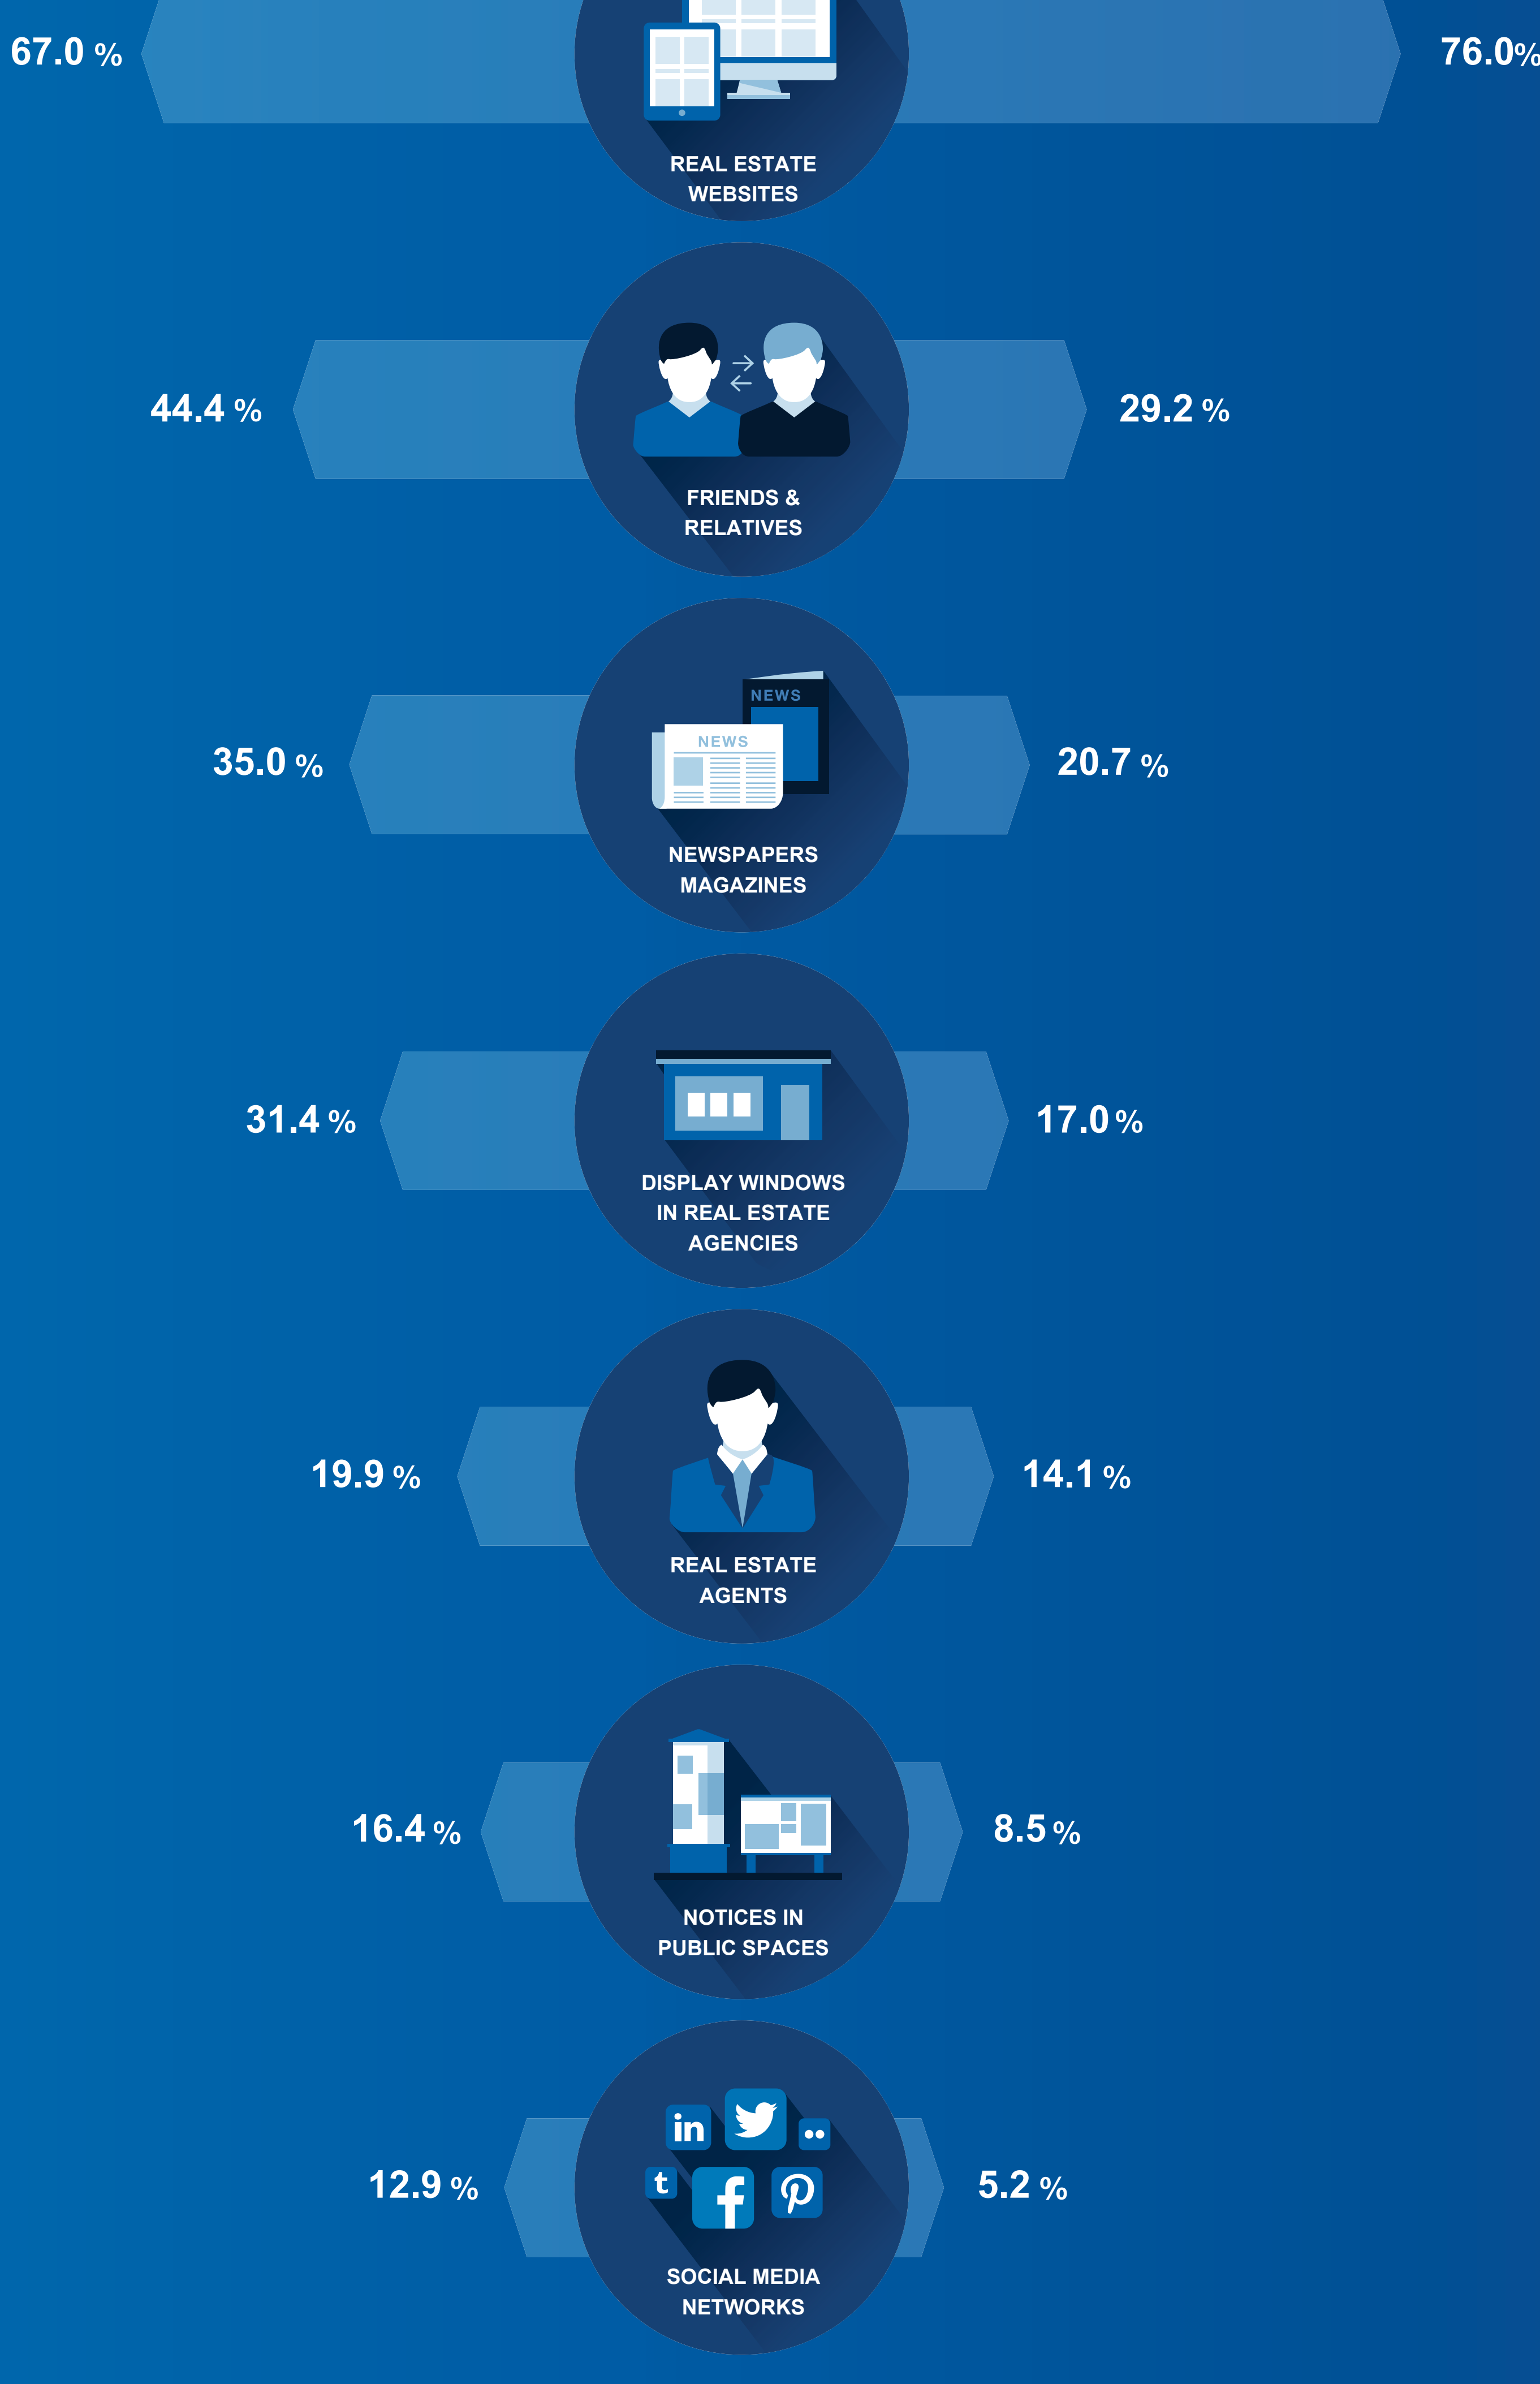 67.0 %
76.0%
REAL ESTATE
WEBSITES
44.4 %
29.2 %
FRIENDS &
RELATIVES
NEWS
NEWS
35.0 %
20.7 %
NEWSPAPERS
MAGAZINES
31.4 %
17.0 %
DISPLAY WINDOWS
IN REAL ESTATE
AGENCIES
19.9 %
14.1 %
REAL ESTATE
AGENTS
16.4 %
8.5 %
NOTICES IN
PUBLIC SPACES
in
t
f
12.9 %
5.2 %
SOCIAL MEDIA
NETWORKS